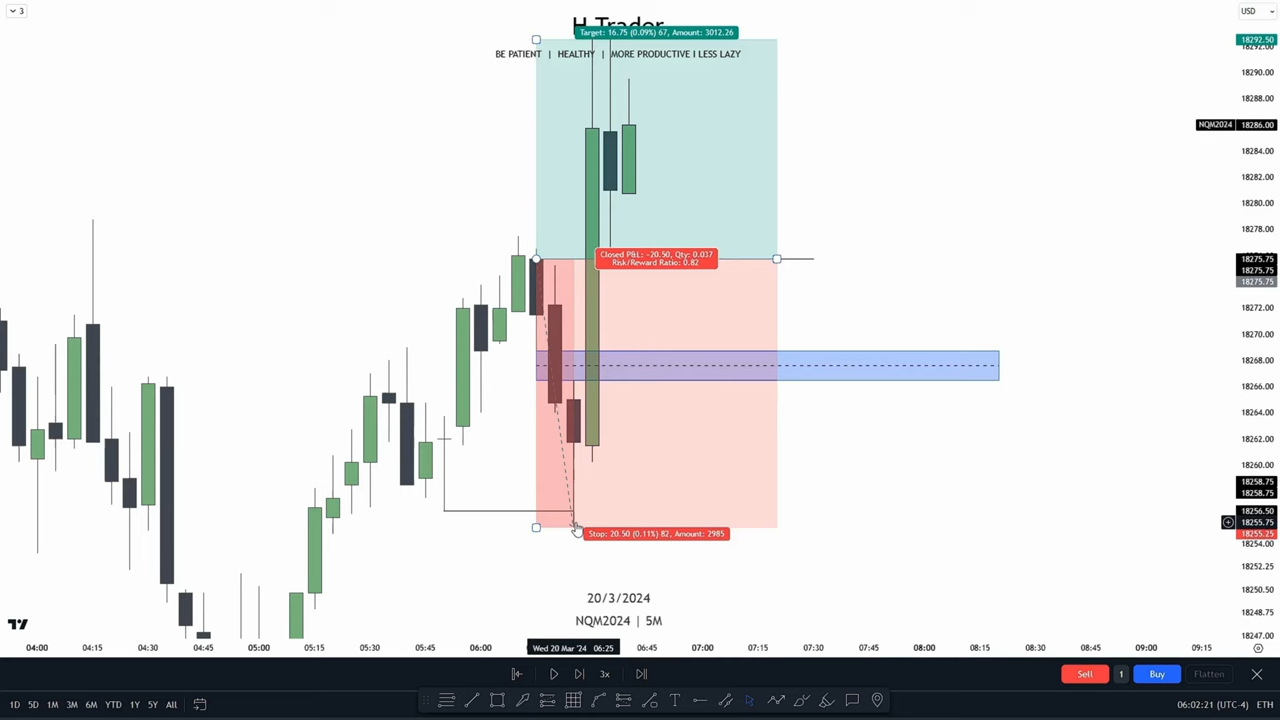 3
H Trader
USD
Target: 16.75 (0.09%) 67, Amount: 3012.26
BE PATIENT | HEALTHY | MORE PRODUCTIVE I LESS LAZY
18292.50
18292.00
18290.00
18288.00
NQM2024 18286.00
18284.00
18282.00
18280.00
18278.00
Closed P&L: -20.50, Qty: 0.037
Risk/Reward Ratio: 0.82
18275.75
18275.75
18275.75
18272.00
18270.00
18268.00
18266.00
18264.00
18262.00
18260.00
18258.75
18258.75
18256.50
18255.75
18255.25
Stop: 20.50 (0.11%) 82, Amount: 2985
18254.00
18252.25
18250.50
18248.75
18247.00
20/3/2024
NQM2024 | 5M
04:00 04:15 04:30 04:45 05:00 05:15 05:30 05:45 06:00 Wed 20 Mar '24 06:25 06:45 07:00 07:15 07:30 07:45 08:00 08:15 08:30 08:45 09:00 09:15
3x Sell 1 Buy Flatten
1D 5D 1M 3M 6M YTD 1Y 5Y All 06:02:21 (UTC-4) ETH